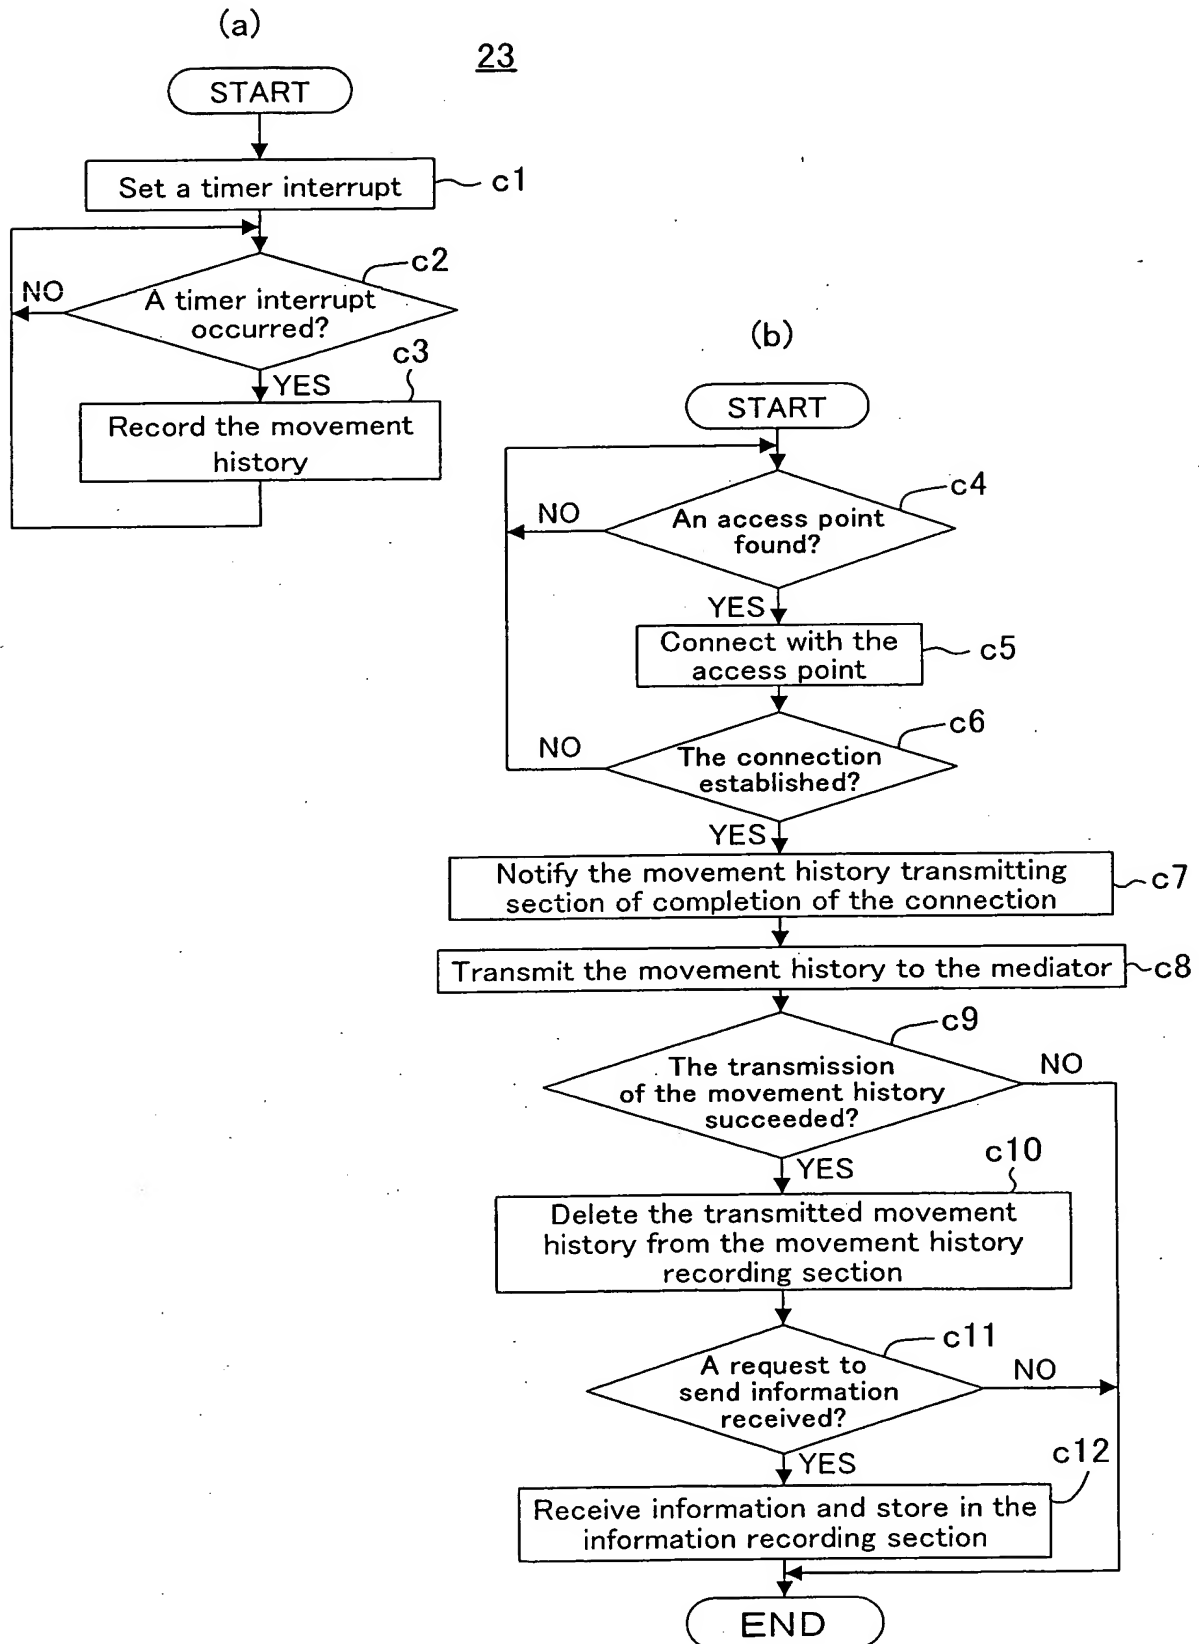 (a)
23
START
Set a timer interrupt
c1
c2
NO
A timer interrupt
occurred?
c3
YES
Record the movement
history
(b)
START
c4
NO
An access point
found?
YES
Connect with the
access point
c5
c6
NO
The connection
established?
YES
Notify the movement history transmitting
section of completion of the connection
c7
Transmit the movement history to the mediator
c8
c9
The transmission
of the movement history
succeeded?
NO
YES
c10
Delete the transmitted movement
history from the movement history
recording section
c11
A request to
send information
received?
NO
YES
c12
Receive information and store in the
information recording section
END